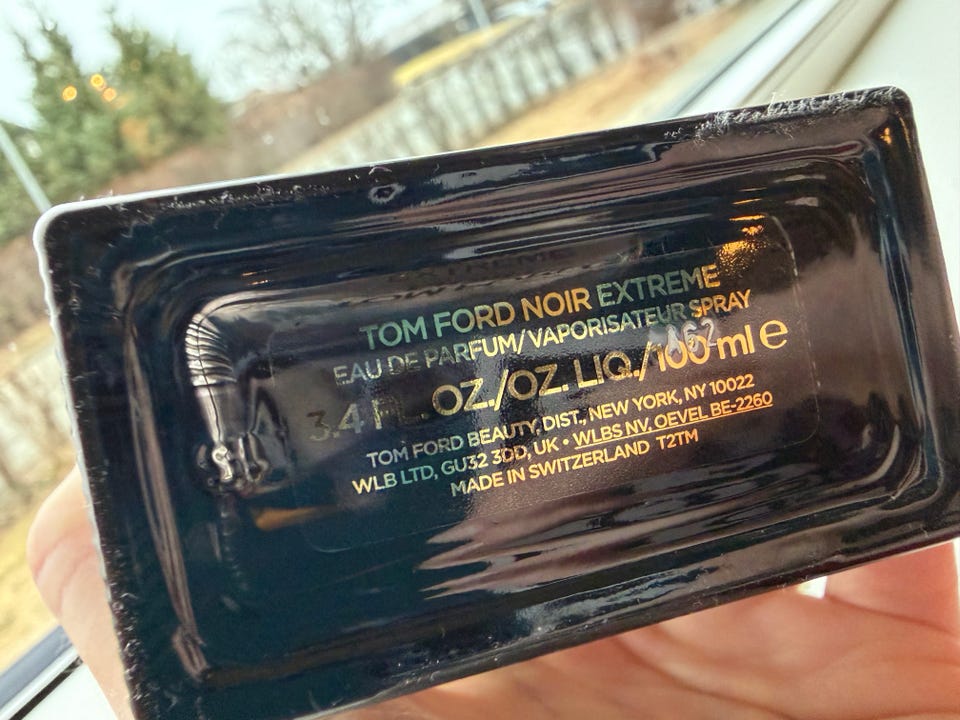 TOM FORD NOIR EXTREME
EAU DE PARFUM/VAPORISATEUR SPRAY
A62
3.4 FL. OZ./OZ. LIQ./100 ml ℮
TOM FORD BEAUTY, DIST., NEW YORK, NY 10022
WLB LTD, GU32 3DD, UK • WLBS NV. OEVEL BE-2260
MADE IN SWITZERLAND T2TM